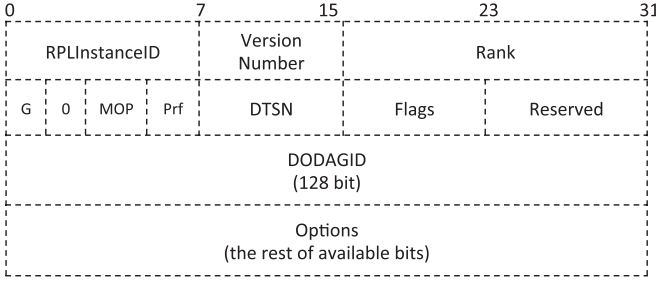 0 7 15 23 31
RPLInstanceID Version Number Rank
G 0 MOP Prf DTSN Flags Reserved
DODAGID
(128 bit)
Options
(the rest of available bits)